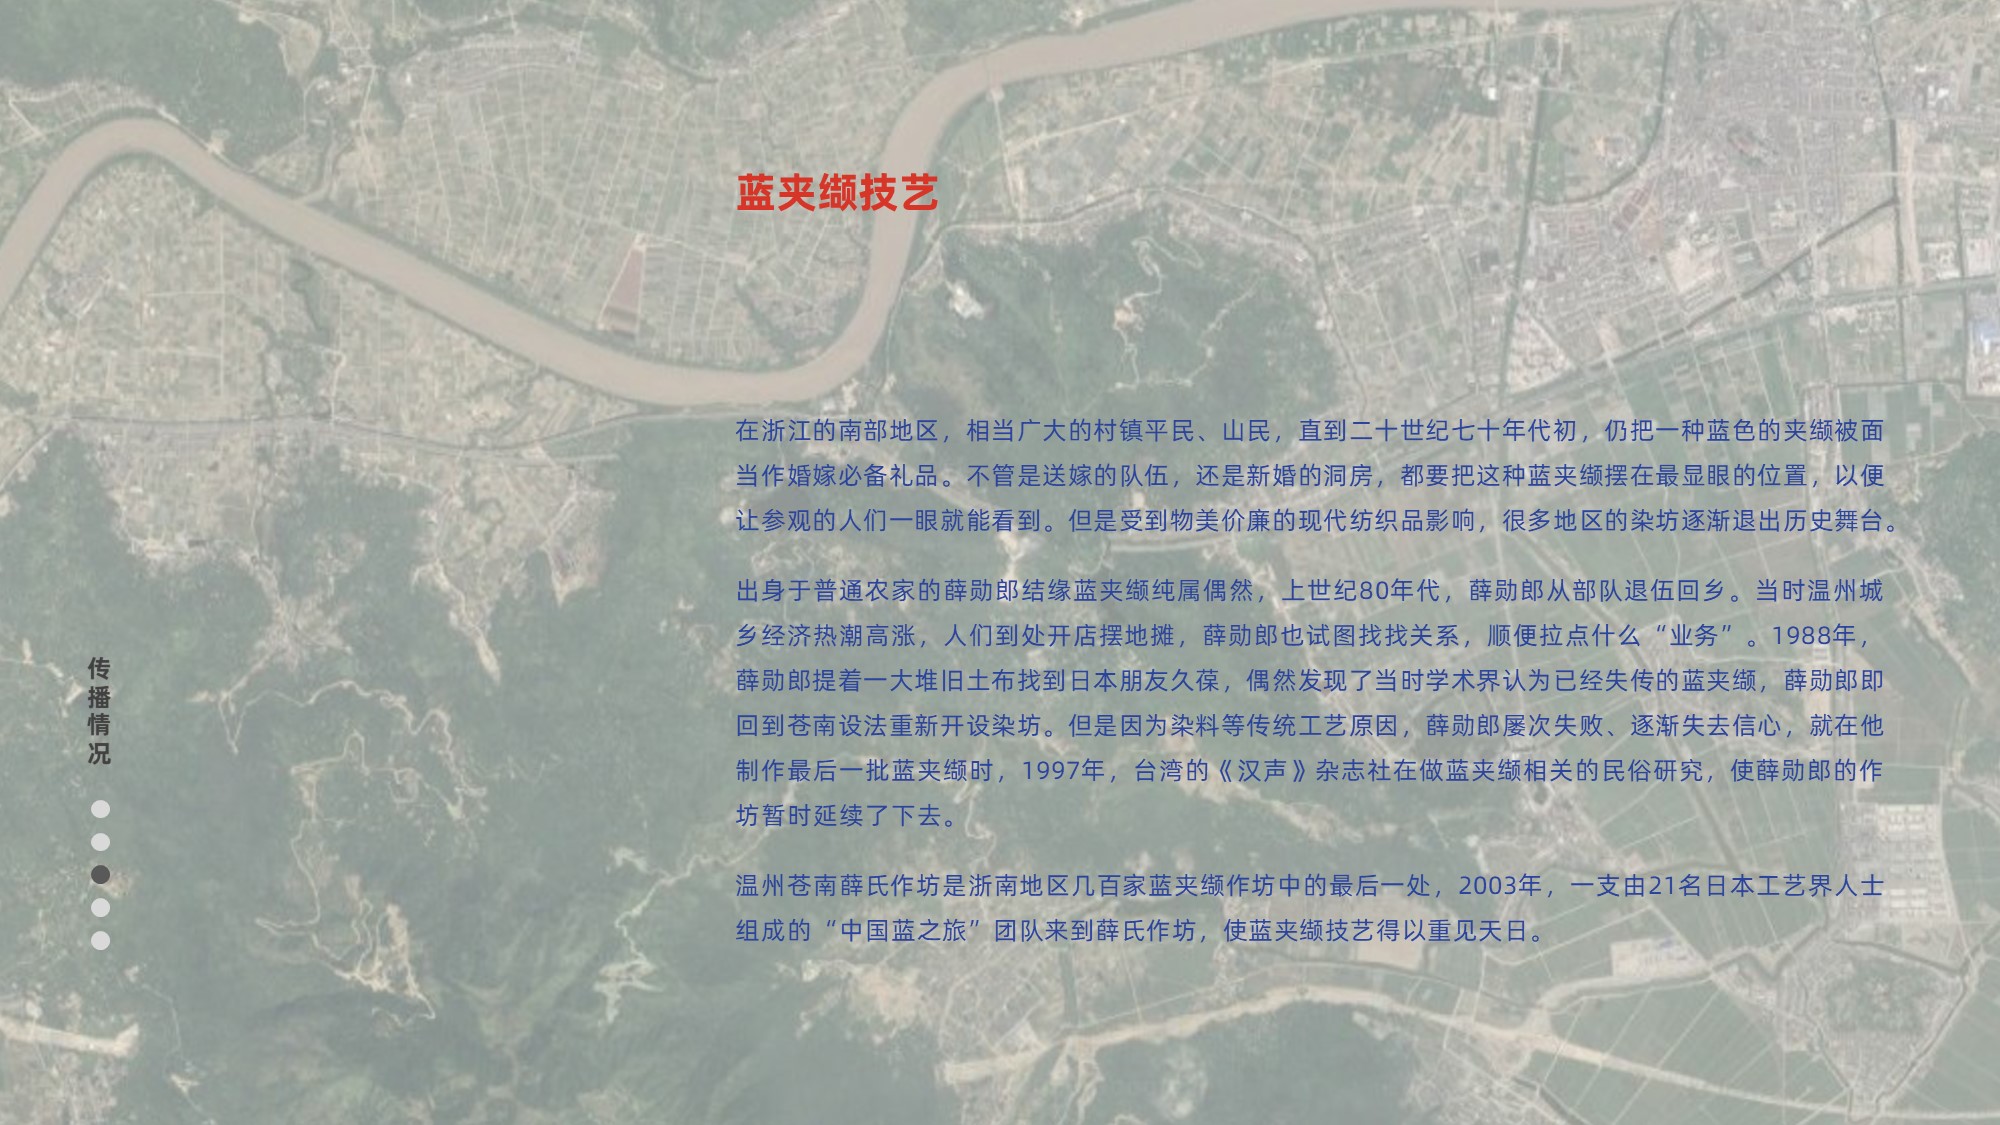 蓝夹缬技艺
在浙江的南部地区，相当广大的村镇平民、山民，直到二十世纪七十年代初，仍把一种蓝色的夹缬被面
当作婚嫁必备礼品。不管是送嫁的队伍，还是新婚的洞房，都要把这种蓝夹缬摆在最显眼的位置，以便
让参观的人们一眼就能看到。但是受到物美价廉的现代纺织品影响，很多地区的染坊逐渐退出历史舞台。
出身于普通农家的薛勋郎结缘蓝夹缬纯属偶然，上世纪80年代，薛勋郎从部队退伍回乡。当时温州城
乡经济热潮高涨，人们到处开店摆地摊，薛勋郎也试图找找关系，顺便拉点什么“业务”。1988年，
薛勋郎提着一大堆旧土布找到日本朋友久葆，偶然发现了当时学术界认为已经失传的蓝夹缬，薛勋郎即
回到苍南设法重新开设染坊。但是因为染料等传统工艺原因，薛勋郎屡次失败、逐渐失去信心，就在他
制作最后一批蓝夹缬时，1997年，台湾的《汉声》杂志社在做蓝夹缬相关的民俗研究，使薛勋郎的作
坊暂时延续了下去。
温州苍南薛氏作坊是浙南地区几百家蓝夹缬作坊中的最后一处，2003年，一支由21名日本工艺界人士
组成的“中国蓝之旅”团队来到薛氏作坊，使蓝夹缬技艺得以重见天日。
传播情况